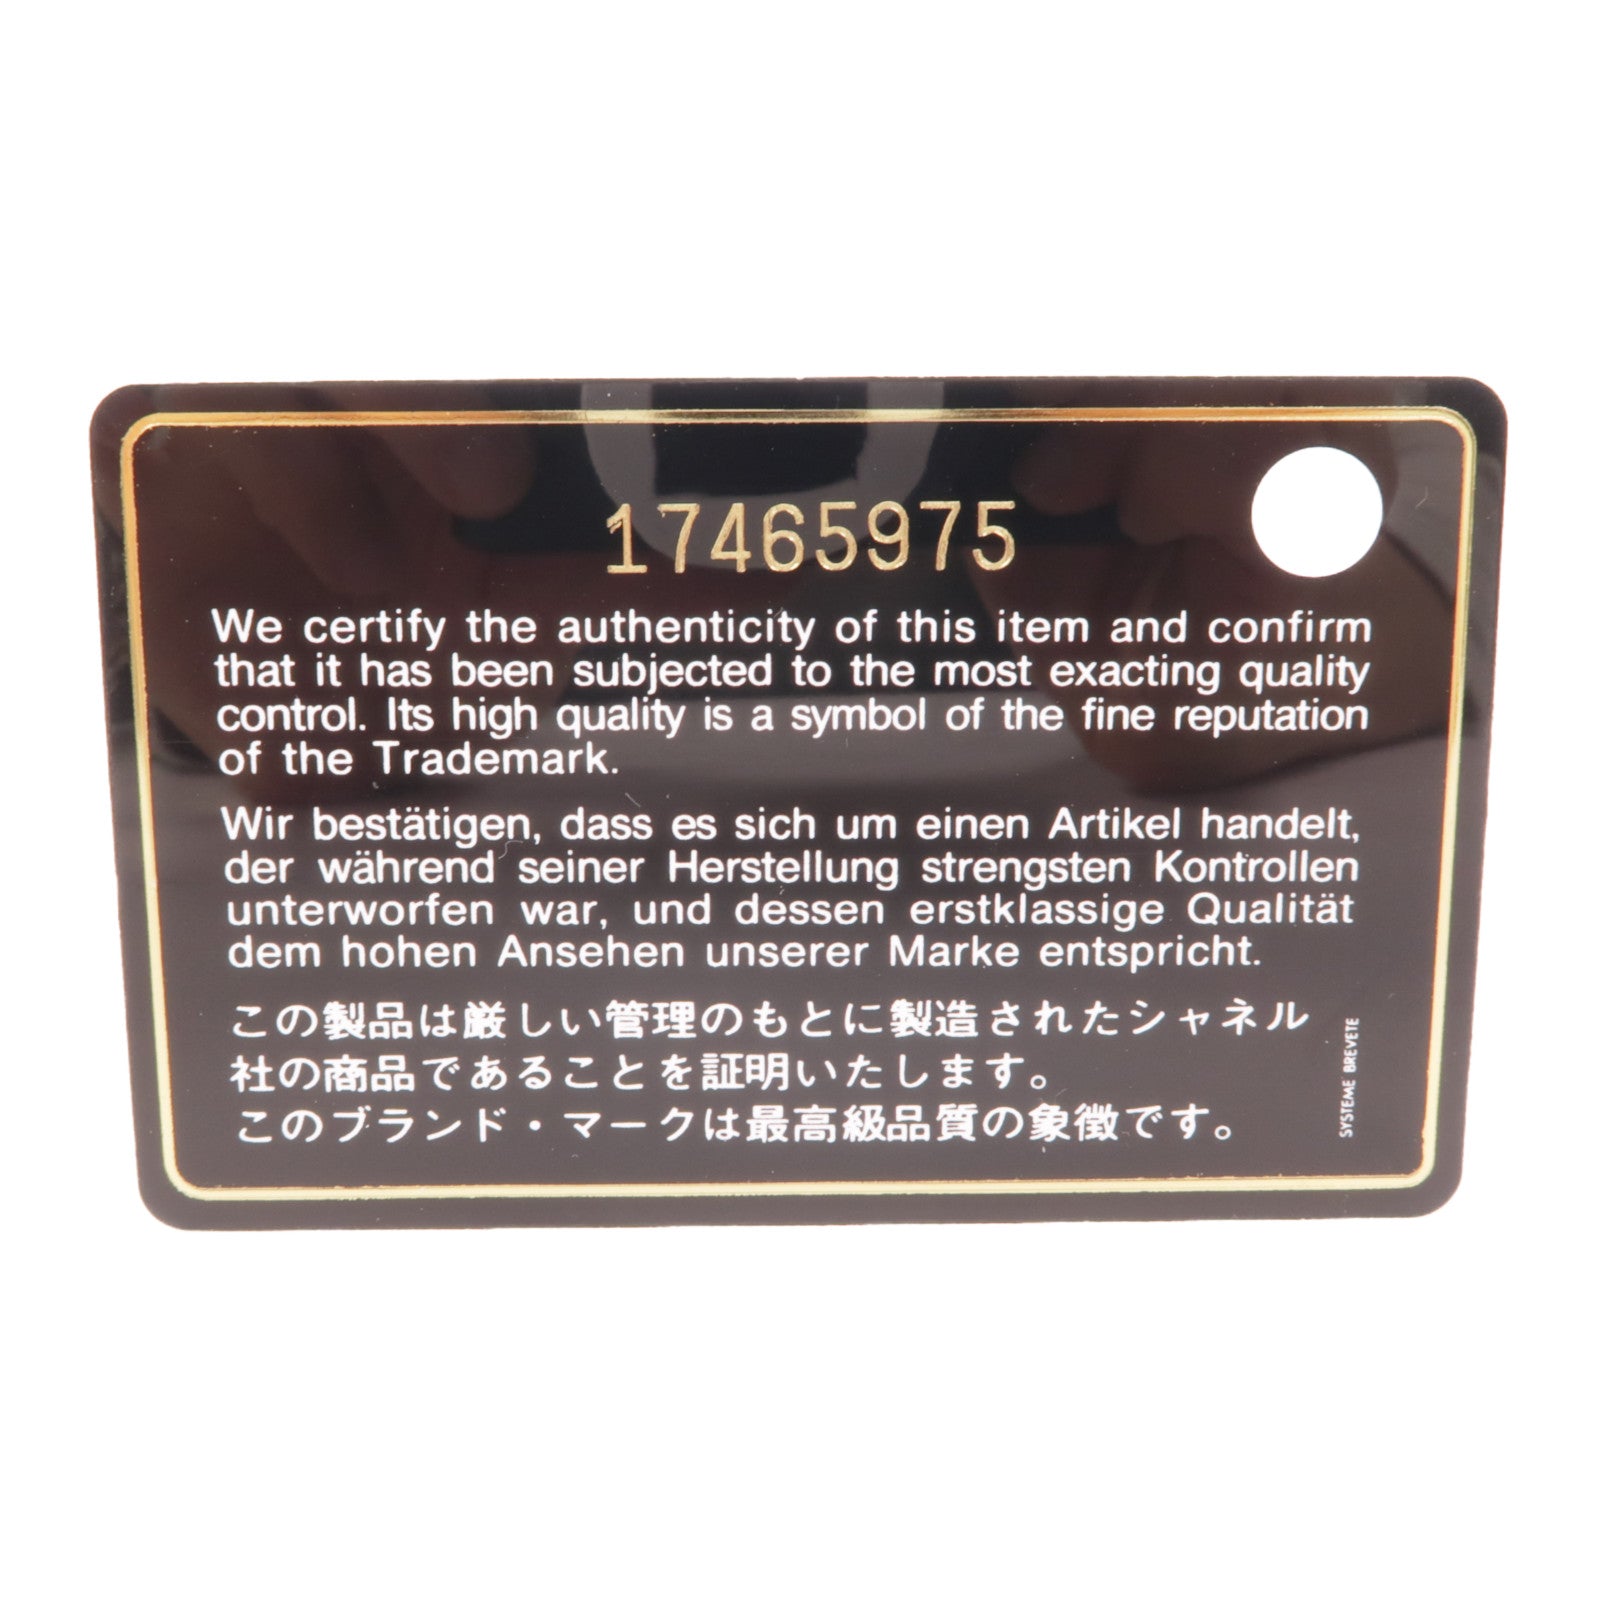 17465975
We certify the authenticity of this item and confirm
that it has been subjected to the most exacting quality
control. Its high quality is a symbol of the fine reputation
of the Trademark.
Wir bestätigen, dass es sich um einen Artikel handelt,
der während seiner Herstellung strengsten Kontrollen
unterworfen war, und dessen erstklassige Qualität
dem hohen Ansehen unserer Marke entspricht.
この製品は厳しい管理のもとに製造されたシャネル
社の商品であることを証明いたします。
このブランド・マークは最高級品質の象徴です。
SYSTEME BREVETE